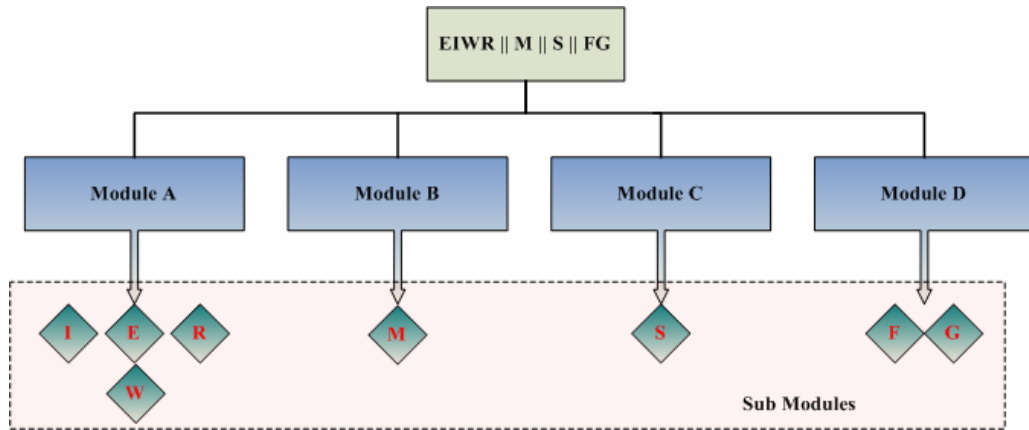 EIWR || M || S || FG
Module A
Module B
Module C
Module D
I
E
R
M
S
F
G
W
Sub Modules